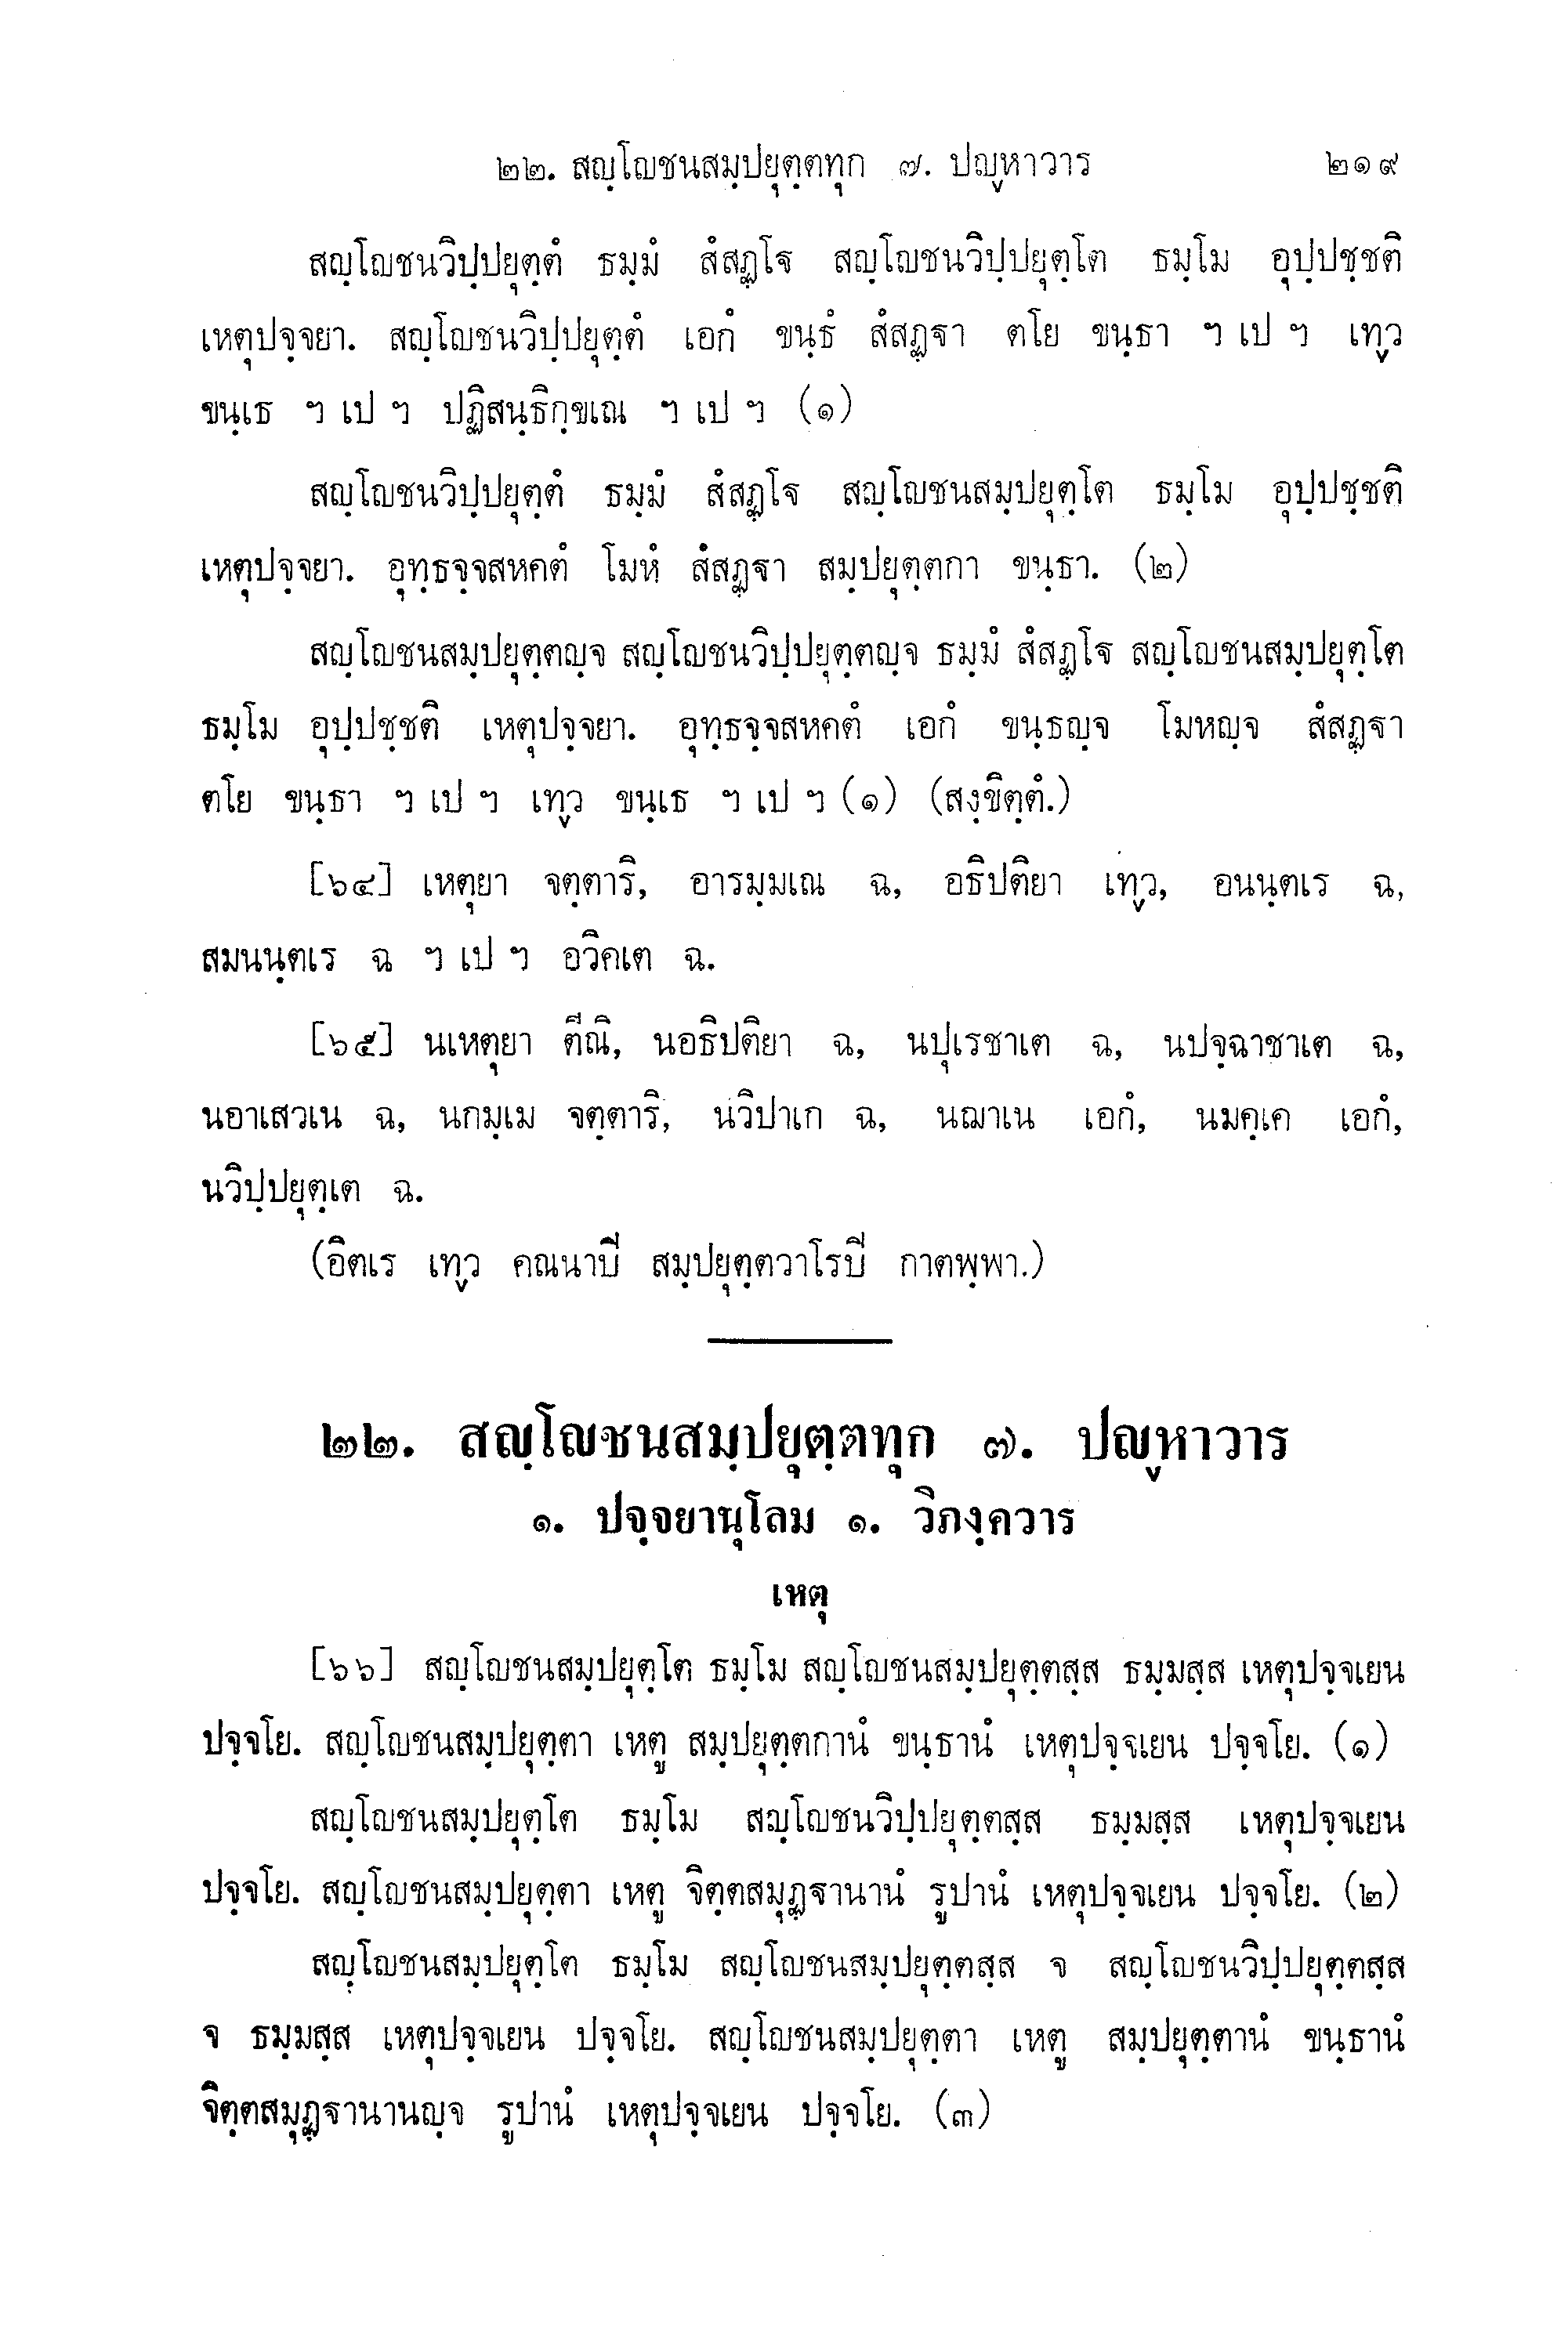 ๒๒. สญฺโญชนสมฺปยุตฺตทุก ๗. ปญฺหาวาร ๒๑๙
สญฺโญชนวิปฺปยุตฺตํ ธมฺมํ สํสฏฺโฐ สญฺโญชนวิปฺปยุตฺโต ธมฺโม อุปฺปชฺชติ
เหตุปจฺจยา. สญฺโญชนวิปฺปยุตฺตํ เอกํ ขนฺธํ สํสฏฺฐา ตโย ขนฺธา ฯ เป ฯ เทฺว
ขนฺเธ ฯ เป ฯ ปฏิสนฺธิกฺขเณ ฯ เป ฯ (๑)
สญฺโญชนวิปฺปยุตฺตํ ธมฺมํ สํสฏฺโฐ สญฺโญชนสมฺปยุตฺโต ธมฺโม อุปฺปชฺชติ
เหตุปจฺจยา. อุทฺธจฺจสหคตํ โมหํ สํสฏฺฐา สมฺปยุตฺตกา ขนฺธา. (๒)
สญฺโญชนสมฺปยุตฺตญฺจ สญฺโญชนวิปฺปยุตฺตญฺจ ธมฺมํ สํสฏฺโฐ สญฺโญชนสมฺปยุตฺโต
ธมฺโม อุปฺปชฺชติ เหตุปจฺจยา. อุทฺธจฺจสหคตํ เอกํ ขนฺธญฺจ โมหญฺจ สํสฏฺฐา
ตโย ขนฺธา ฯ เป ฯ เทฺว ขนฺเธ ฯ เป ฯ (๑) (สงฺขิตฺตํ.)
[๖๔] เหตุยา จตฺตาริ, อารมฺมเณ ฉ, อธิปติยา เทฺว, อนนฺตเร ฉ,
สมนนฺตเร ฉ ฯ เป ฯ อวิคเต ฉ.
[๖๕] นเหตุยา ตีณิ, นอธิปติยา ฉ, นปุเรชาเต ฉ, นปจฺฉาชาเต ฉ,
นอาเสวเน ฉ, นกมฺเม จตฺตาริ, นวิปาเก ฉ, นฌาเน เอกํ, นมคฺเค เอกํ,
นวิปฺปยุตฺเต ฉ.
(อิตเร เทฺว คณนาปี สมฺปยุตฺตวาโรปี กาตพฺพา.)
๒๒. สญฺโญชนสมฺปยุตฺตทุก ๗. ปญฺหาวาร
๑. ปจฺจยานุโลม ๑. วิภงฺควาร
เหตุ
[๖๖] สญฺโญชนสมฺปยุตฺโต ธมฺโม สญฺโญชนสมฺปยุตฺตสฺส ธมฺมสฺส เหตุปจฺจเยน
ปจฺจโย. สญฺโญชนสมฺปยุตฺตา เหตู สมฺปยุตฺตกานํ ขนฺธานํ เหตุปจฺจเยน ปจฺจโย. (๑)
สญฺโญชนสมฺปยุตฺโต ธมฺโม สญฺโญชนวิปฺปยุตฺตสฺส ธมฺมสฺส เหตุปจฺจเยน
ปจฺจโย. สญฺโญชนสมฺปยุตฺตา เหตู จิตฺตสมุฏฺฐานานํ รูปานํ เหตุปจฺจเยน ปจฺจโย. (๒)
สญฺโญชนสมฺปยุตฺโต ธมฺโม สญฺโญชนสมฺปยุตฺตสฺส จ สญฺโญชนวิปฺปยุตฺตสฺส
จ ธมฺมสฺส เหตุปจฺจเยน ปจฺจโย. สญฺโญชนสมฺปยุตฺตา เหตู สมฺปยุตฺตานํ ขนฺธานํ
จิตฺตสมุฏฺฐานานญฺจ รูปานํ เหตุปจฺจเยน ปจฺจโย. (๓)